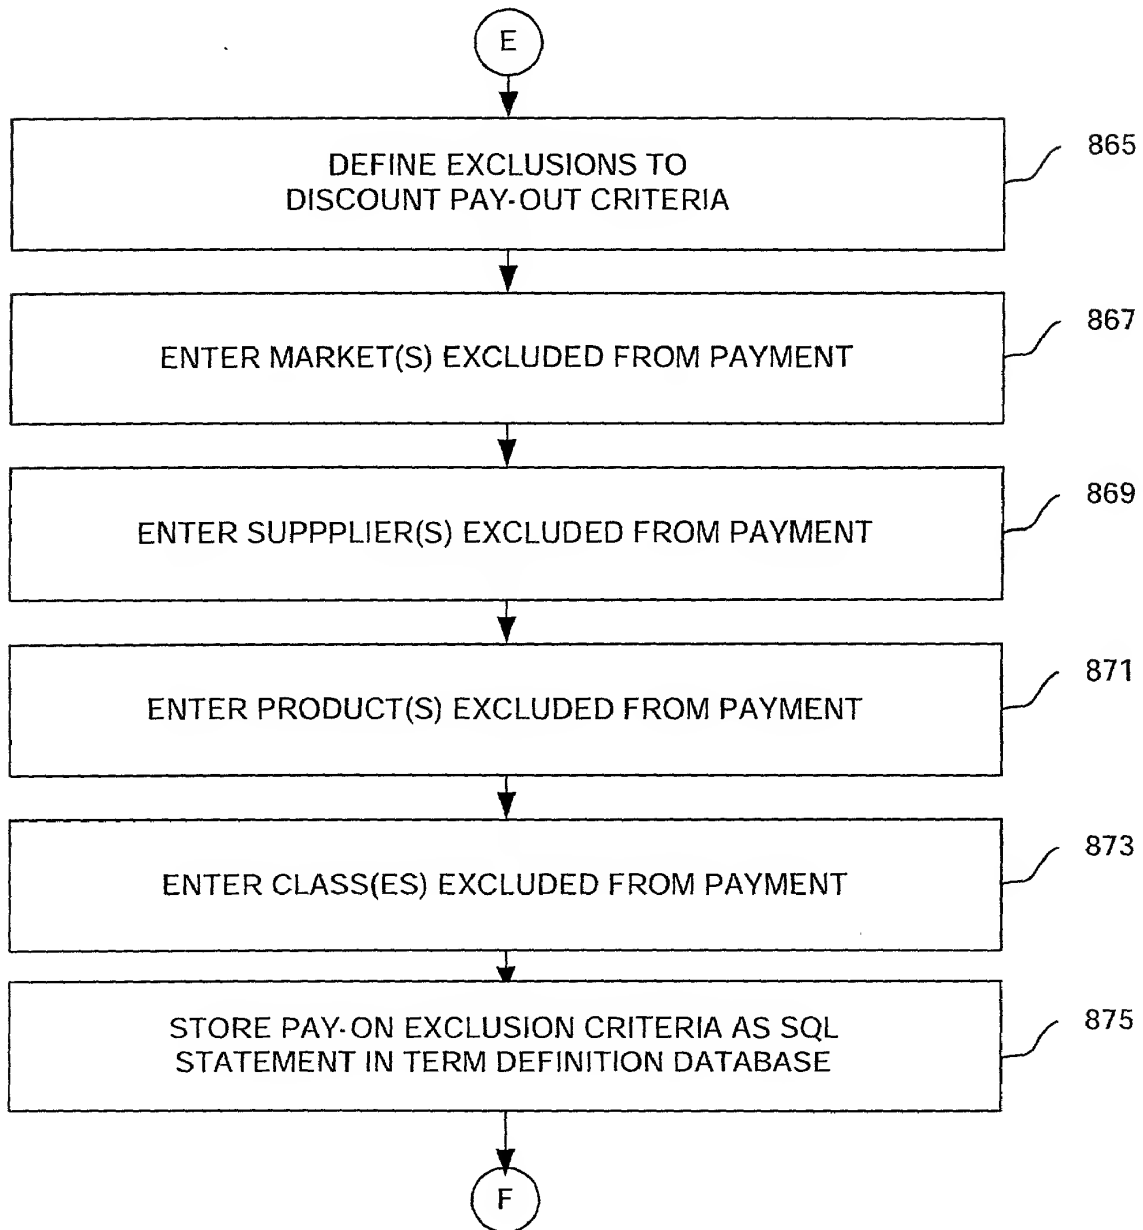 E
DEFINE EXCLUSIONS TO
DISCOUNT PAY-OUT CRITERIA
865
ENTER MARKET(S) EXCLUDED FROM PAYMENT
867
ENTER SUPPPLIER(S) EXCLUDED FROM PAYMENT
869
ENTER PRODUCT(S) EXCLUDED FROM PAYMENT
871
ENTER CLASS(ES) EXCLUDED FROM PAYMENT
873
STORE PAY-ON EXCLUSION CRITERIA AS SQL
STATEMENT IN TERM DEFINITION DATABASE
875
F